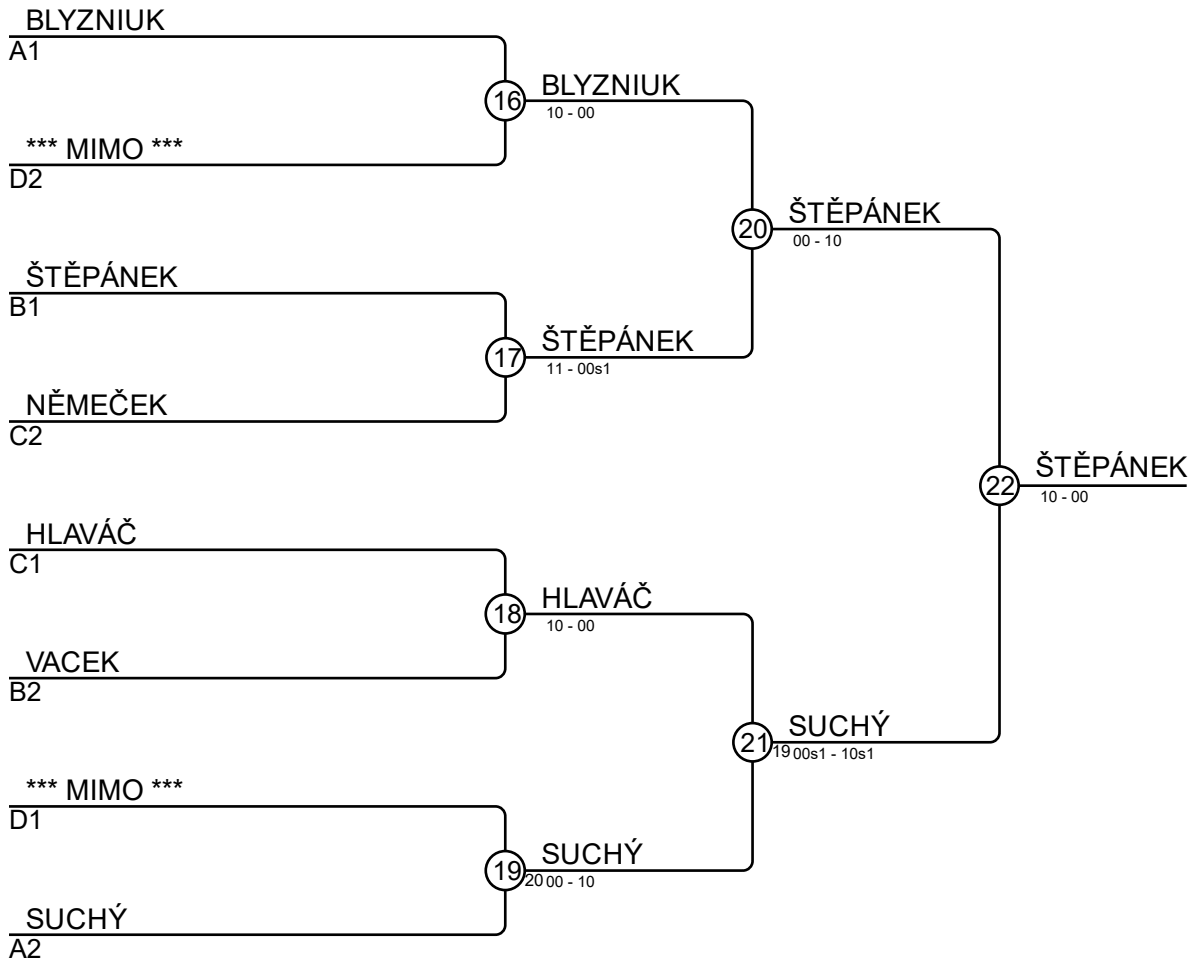 BLYZNIUK
A1
16
BLYZNIUK
10 - 00
*** MIMO ***
D2
20
ŠTĚPÁNEK
00 - 10
ŠTĚPÁNEK
B1
17
ŠTĚPÁNEK
11 - 00s1
NĚMEČEK
C2
22
ŠTĚPÁNEK
10 - 00
HLAVÁČ
C1
18
HLAVÁČ
10 - 00
VACEK
B2
21
SUCHÝ
19 00s1 - 10s1
*** MIMO ***
D1
19
SUCHÝ
20 00 - 10
SUCHÝ
A2